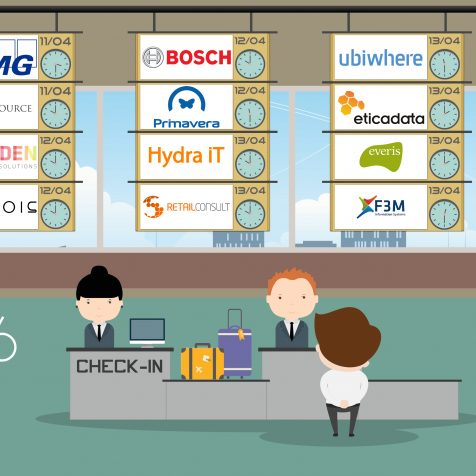 11/04
MG
11/04
OURCE
12/04
DEN
SOLUTIONS
12/04
OIS
12/04
BOSCH
12/04
Primavera
13/04
Hydra iT
12/04
RETAILCONSULT
13/04
ubiwhere
13/04
eticadata
13/04
everis
13/04
F3M
Information Systems
6
CHECK-IN